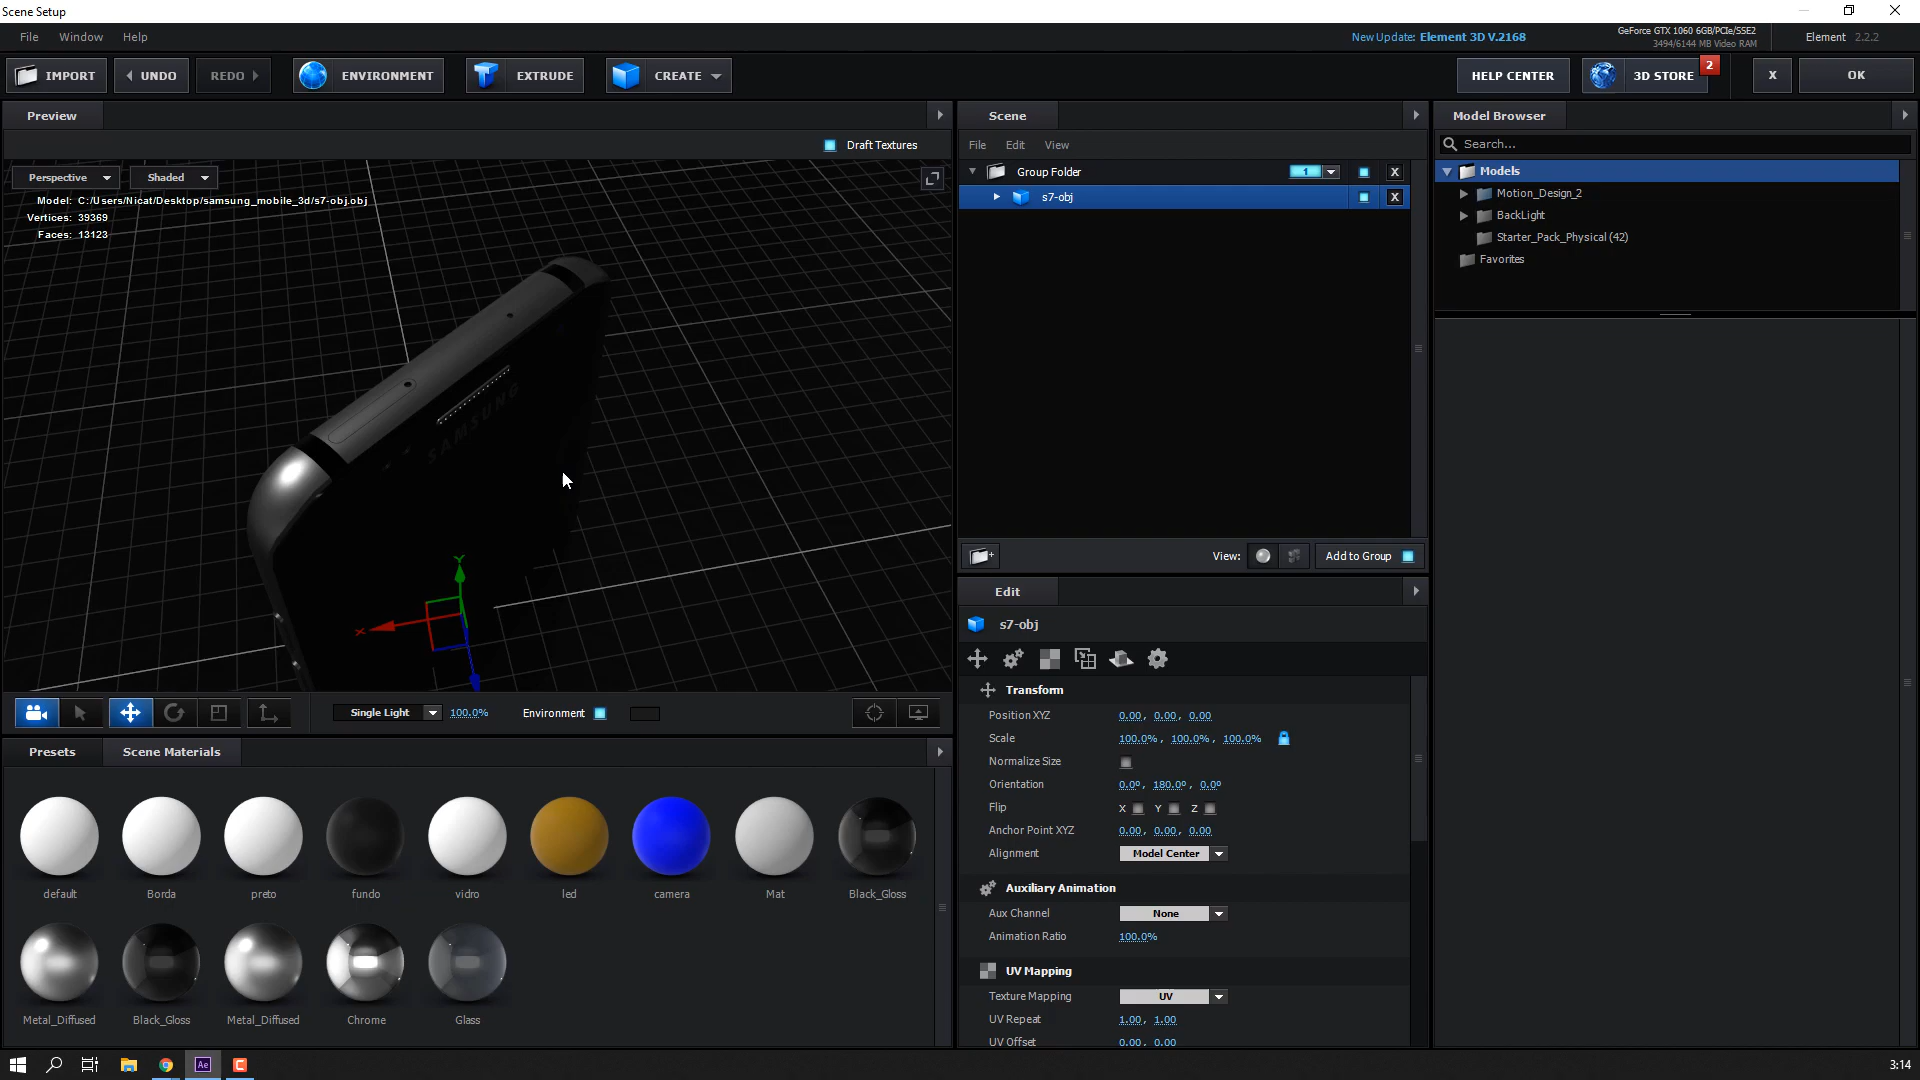 Scene Setup
File Window Help
New Update: Element 3D V.2168
GeForce GTX 1060 6GB/PCIe/SSE2
3494/6144 MB Video RAM
Element 2.2.2
IMPORT
UNDO
REDO
ENVIRONMENT
EXTRUDE
CREATE
HELP CENTER
3D STORE
2
X
OK
Preview
Draft Textures
Perspective
Shaded
Model: C:/Users/Nicat/Desktop/samsung_mobile_3d/s7-obj.obj
Vertices: 39369
Faces: 13123
SAMSUNG
Y
X
Single Light
100.0%
Environment
Presets
Scene Materials
default
Borda
preto
fundo
vidro
led
camera
Mat
Black_Gloss
Metal_Diffused
Black_Gloss
Metal_Diffused
Chrome
Glass
Scene
File Edit View
Group Folder
1
X
s7-obj
X
View:
Add to Group
Edit
s7-obj
Transform
Position XYZ 0.00, 0.00, 0.00
Scale 100.0%, 100.0%, 100.0%
Normalize Size
Orientation 0.0º, 180.0º, 0.0º
Flip X Y Z
Anchor Point XYZ 0.00, 0.00, 0.00
Alignment Model Center
Auxiliary Animation
Aux Channel None
Animation Ratio 100.0%
UV Mapping
Texture Mapping UV
UV Repeat 1.00, 1.00
UV Offset 0.00, 0.00
Model Browser
Search...
Models
Motion_Design_2
BackLight
Starter_Pack_Physical (42)
Favorites
Ae
C
3:14